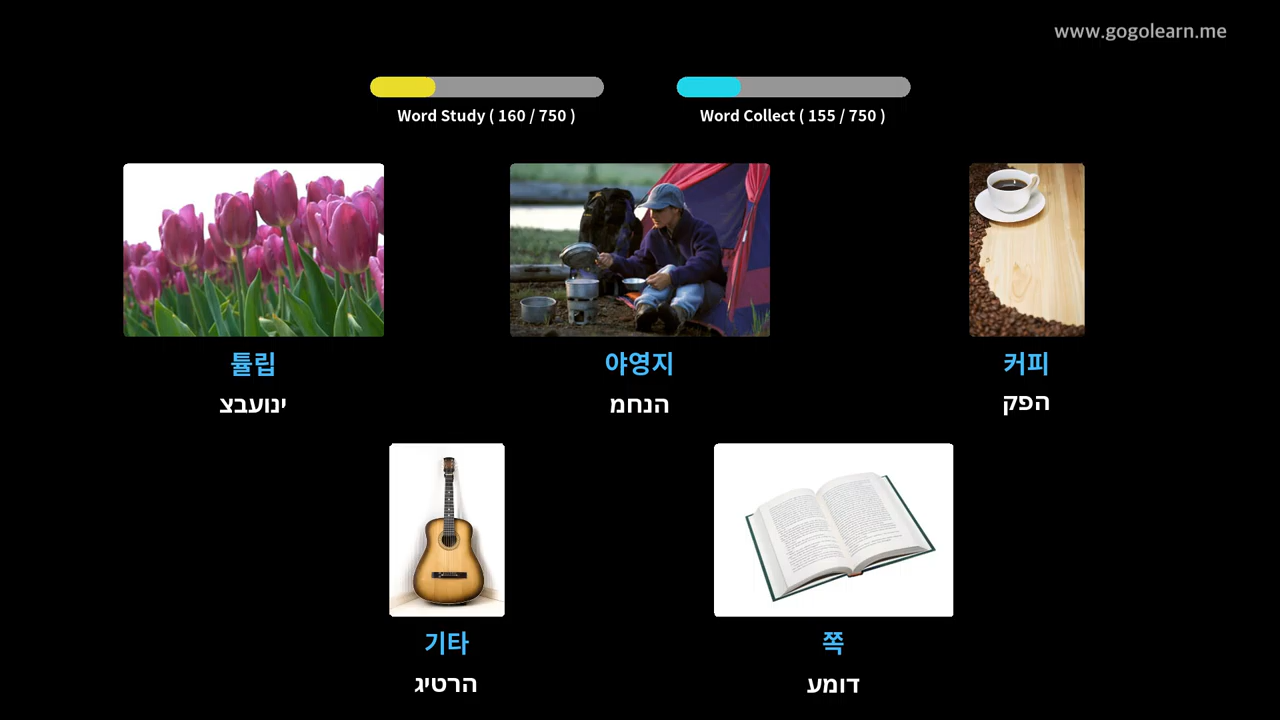 www.gogolearn.me
Word Study ( 160 / 750 )
Word Collect ( 155 / 750 )
튤립
ינועבצ
야영지
הנחמ
커피
הפק
기타
הרטיג
쪽
דומע